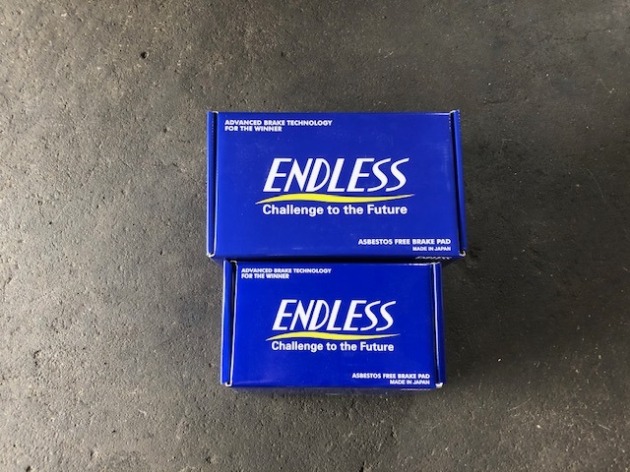 ADVANCED BRAKE TECHNOLOGY
FOR THE WINNER
ENDLESS
Challenge to the Future
ASBESTOS FREE BRAKE PAD
MADE IN JAPAN
ENDLESS
ADVANCED BRAKE TECHNOLOGY
FOR THE WINNER
ENDLESS
Challenge to the Future
ASBESTOS FREE BRAKE PAD
MADE IN JAPAN